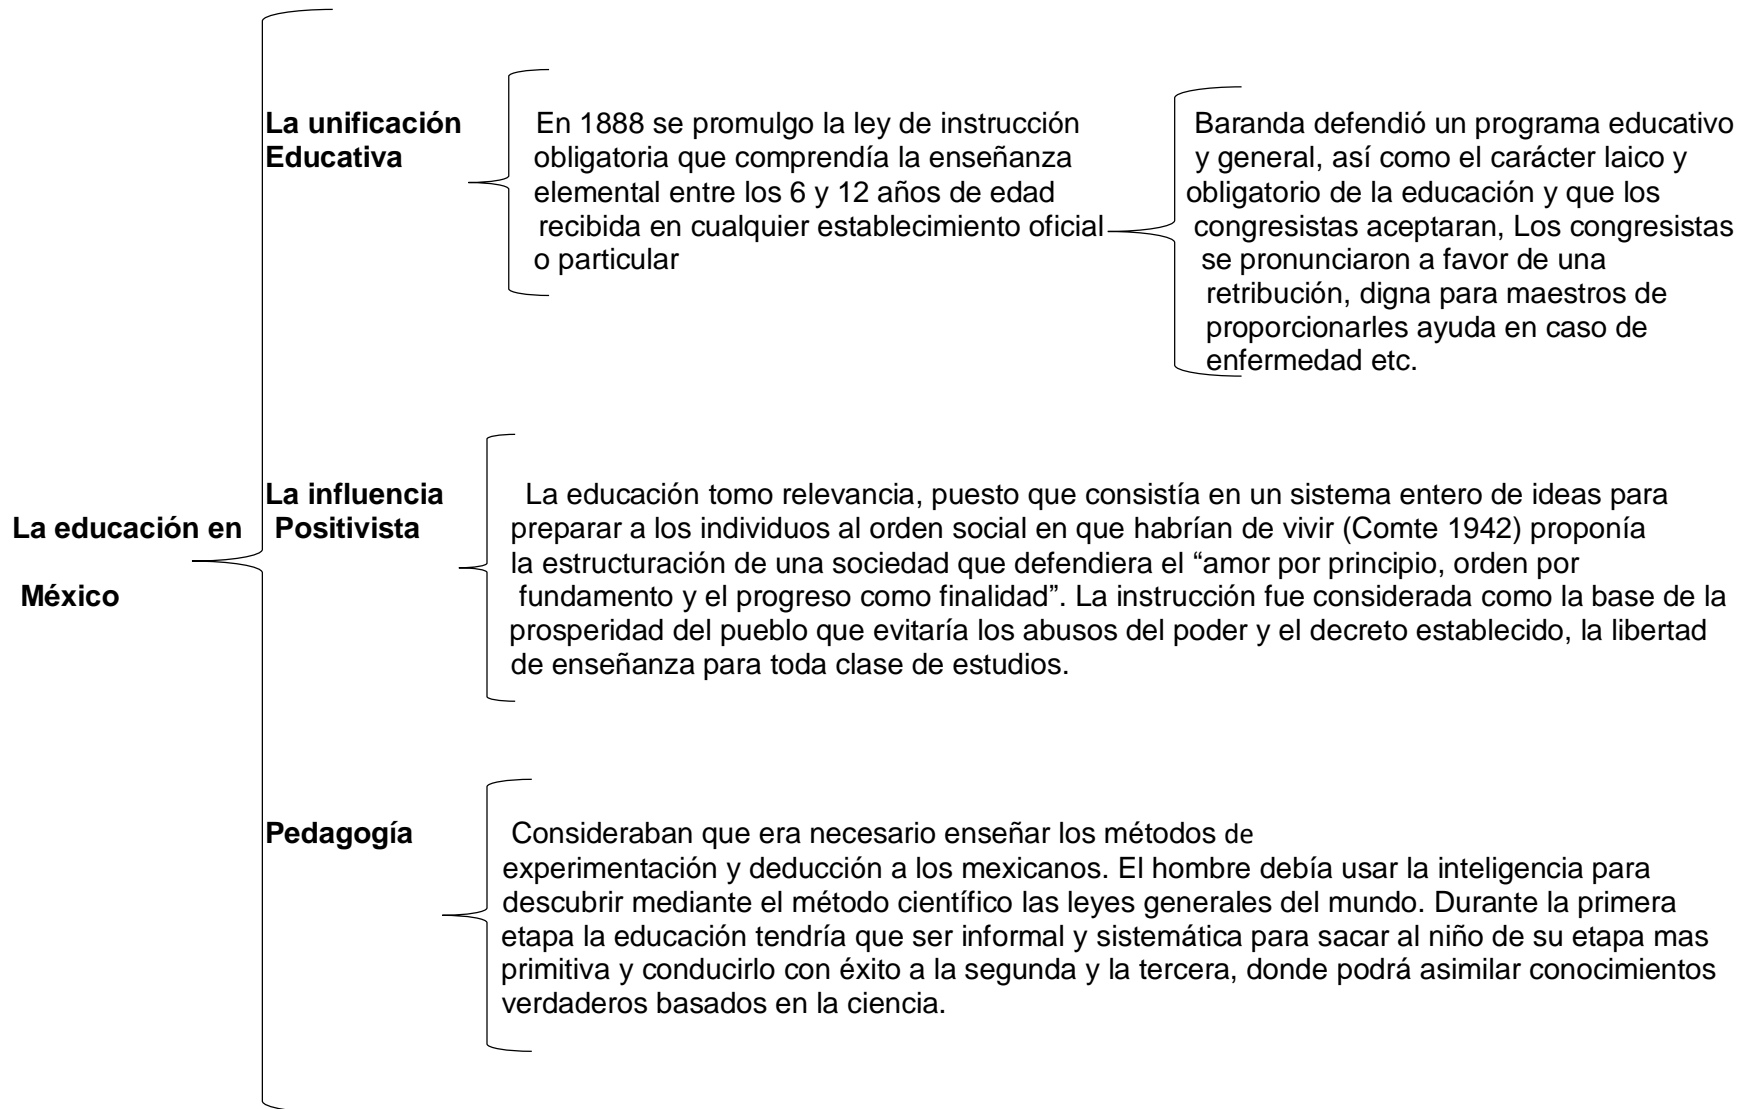 La educación en
México
La unificación
Educativa
En 1888 se promulgo la ley de instrucción
obligatoria que comprendía la enseñanza
elemental entre los 6 y 12 años de edad
recibida en cualquier establecimiento oficial
o particular
Baranda defendió un programa educativo
y general, así como el carácter laico y
obligatorio de la educación y que los
congresistas aceptaran, Los congresistas
se pronunciaron a favor de una
retribución, digna para maestros de
proporcionarles ayuda en caso de
enfermedad etc.
La influencia
Positivista
La educación tomo relevancia, puesto que consistía en un sistema entero de ideas para
preparar a los individuos al orden social en que habrían de vivir (Comte 1942) proponía
la estructuración de una sociedad que defendiera el “amor por principio, orden por
fundamento y el progreso como finalidad”. La instrucción fue considerada como la base de la
prosperidad del pueblo que evitaría los abusos del poder y el decreto establecido, la libertad
de enseñanza para toda clase de estudios.
Pedagogía
Consideraban que era necesario enseñar los métodos de
experimentación y deducción a los mexicanos. El hombre debía usar la inteligencia para
descubrir mediante el método científico las leyes generales del mundo. Durante la primera
etapa la educación tendría que ser informal y sistemática para sacar al niño de su etapa mas
primitiva y conducirlo con éxito a la segunda y la tercera, donde podrá asimilar conocimientos
verdaderos basados en la ciencia.